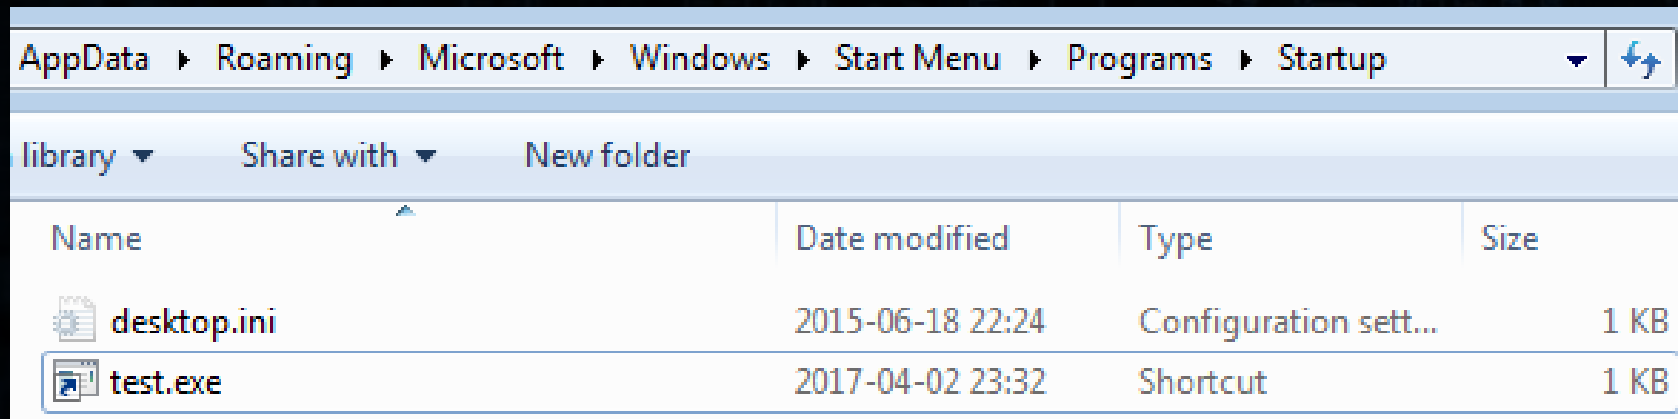 AppData Roaming Microsoft Windows Start Menu Programs Startup
library Share with New folder
Name Date modified Type Size
desktop.ini 2015-06-18 22:24 Configuration sett... 1 KB
test.exe 2017-04-02 23:32 Shortcut 1 KB